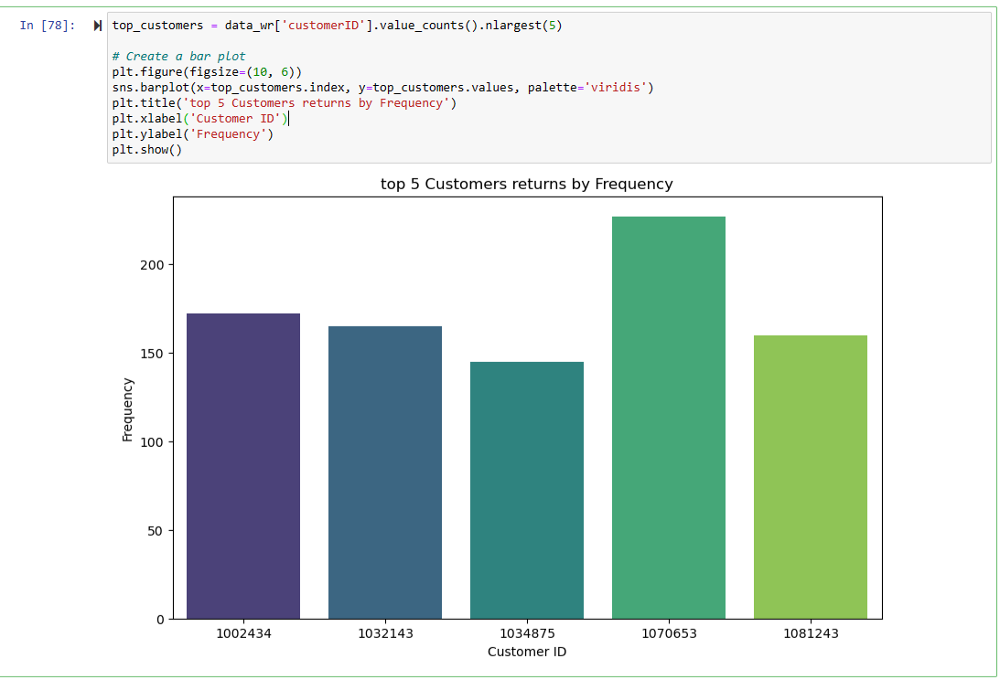 In [78]:
top_customers = data_wr['customerID'].value_counts().nlargest(5)
# Create a bar plot
plt.figure(figsize=(10, 6))
sns.barplot(x=top_customers.index, y=top_customers.values, palette='viridis')
plt.title('top 5 Customers returns by Frequency')
plt.xlabel('Customer ID')
plt.ylabel('Frequency')
plt.show()
top 5 Customers returns by Frequency
Frequency
200
150
100
50
0
1002434 1032143 1034875 1070653 1081243
Customer ID